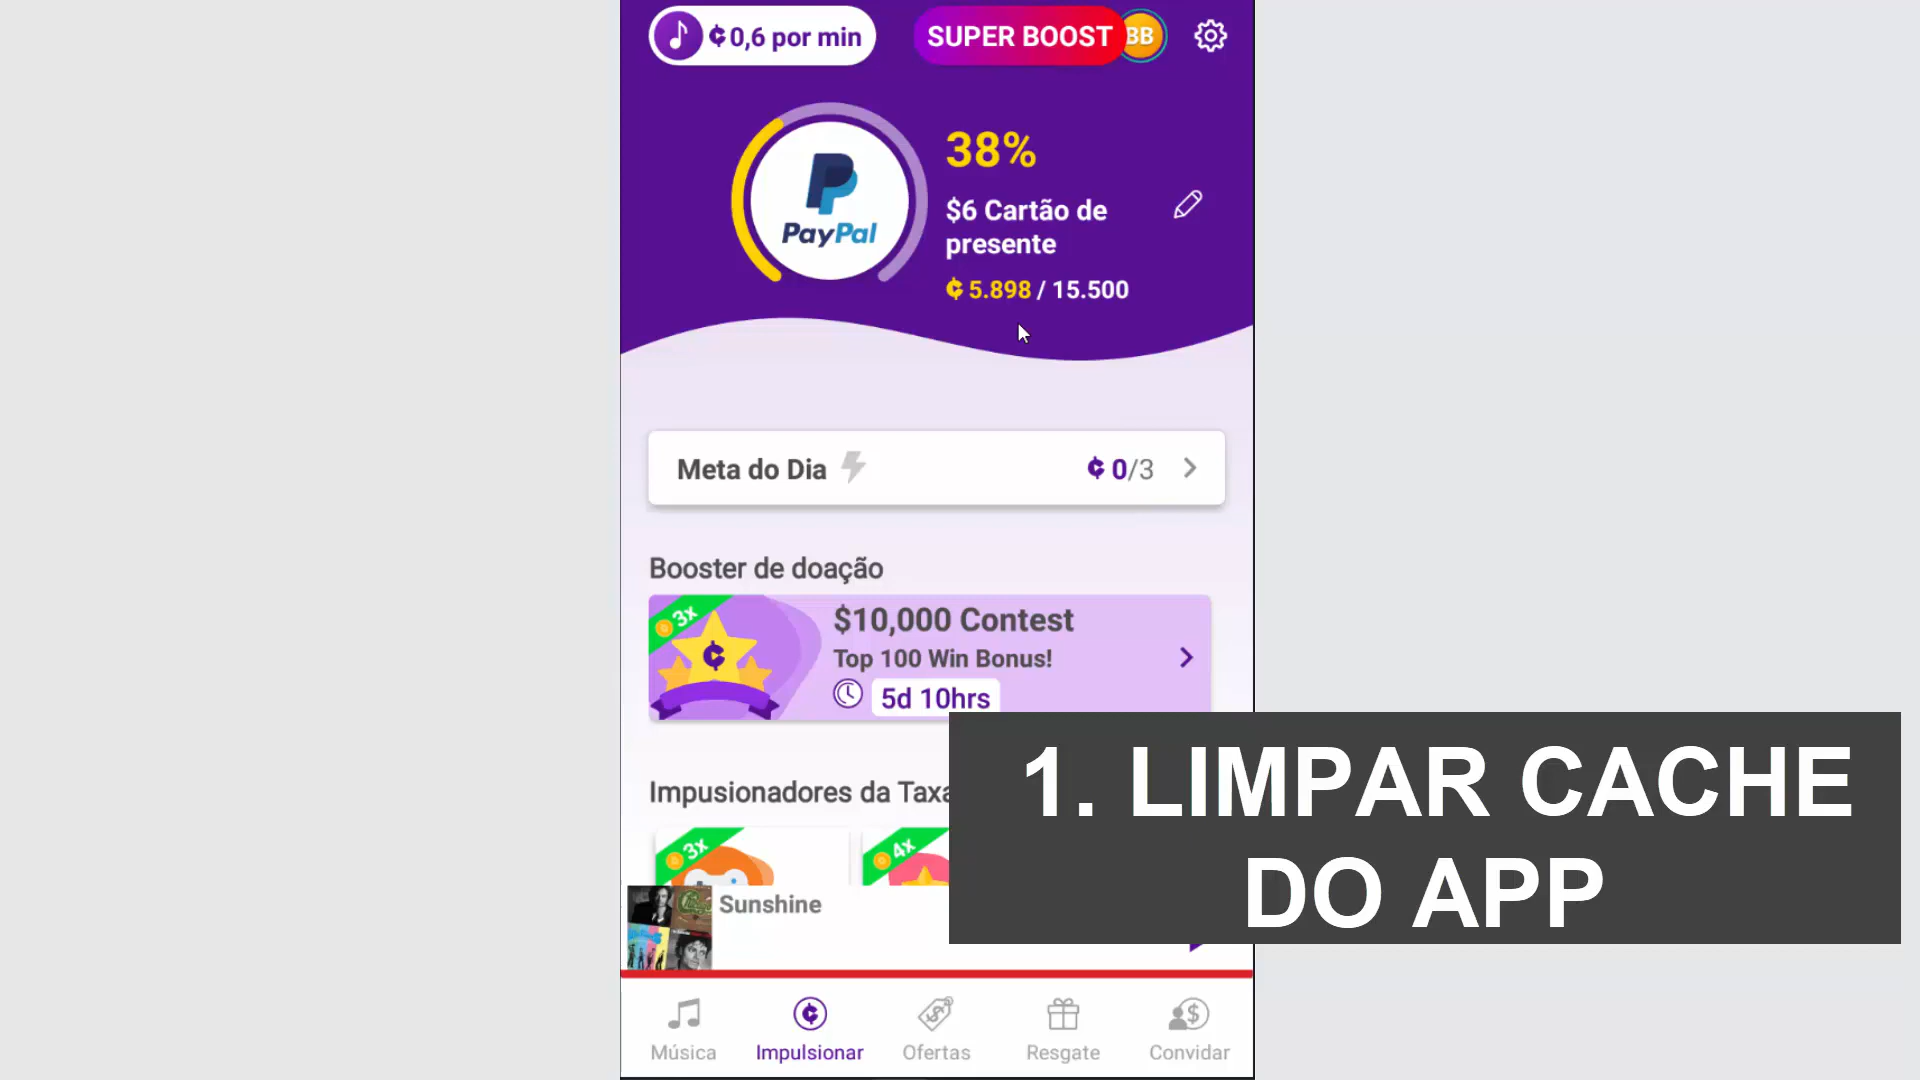 ¢ 0,6 por min
SUPER BOOST
BB
38%
$6 Cartão de
presente
¢ 5.898 / 15.500
PayPal
Meta do Dia
¢ 0/3
Booster de doação
3x
$10,000 Contest
Top 100 Win Bonus!
5d 10hrs
1. LIMPAR CACHE
DO APP
Impusionadores da Taxa
3x
4x
Sunshine
Música
Impulsionar
Ofertas
Resgate
Convidar